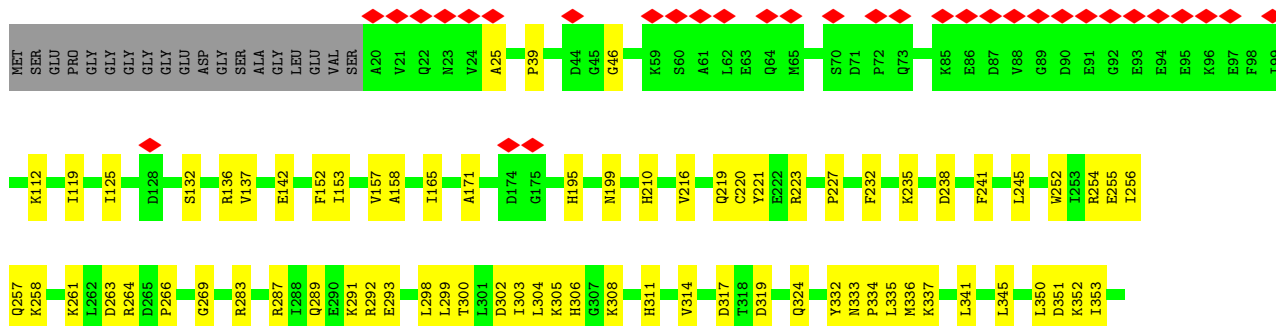 MET SER GLU PRO GLY GLY GLY GLY GLY GLU ASP GLY SER ALA GLY LEU GLU VAL SER A20 V21 Q22 N23 V24 A25 P39 D44 G45 G46 K59 S60 A61 L62 E63 Q64 M65 S70 D71 P72 Q73 K85 E86 D87 V88 G89 D90 E91 G92 E93 E94 E95 K96 E97 F98 I99
K112 I119 I125 D128 S132 R136 V137 E142 F152 I153 V157 A158 I165 A171 D174 G175 H195 N199 H210 V216 Q219 C220 Y221 E222 R223 P227 F232 K235 D238 F241 L245 W252 I253 R254 E255 I256
Q257 K258 K261 L262 D263 R264 D265 P266 G269 R283 R287 I288 Q289 E290 K291 R292 E293 L298 L299 T300 L301 D302 I303 L304 K305 H306 G307 K308 H311 V314 D317 T318 D319 Q324 Y332 N333 P334 L335 M336 K337 L341 L345 L350 D351 K352 I353